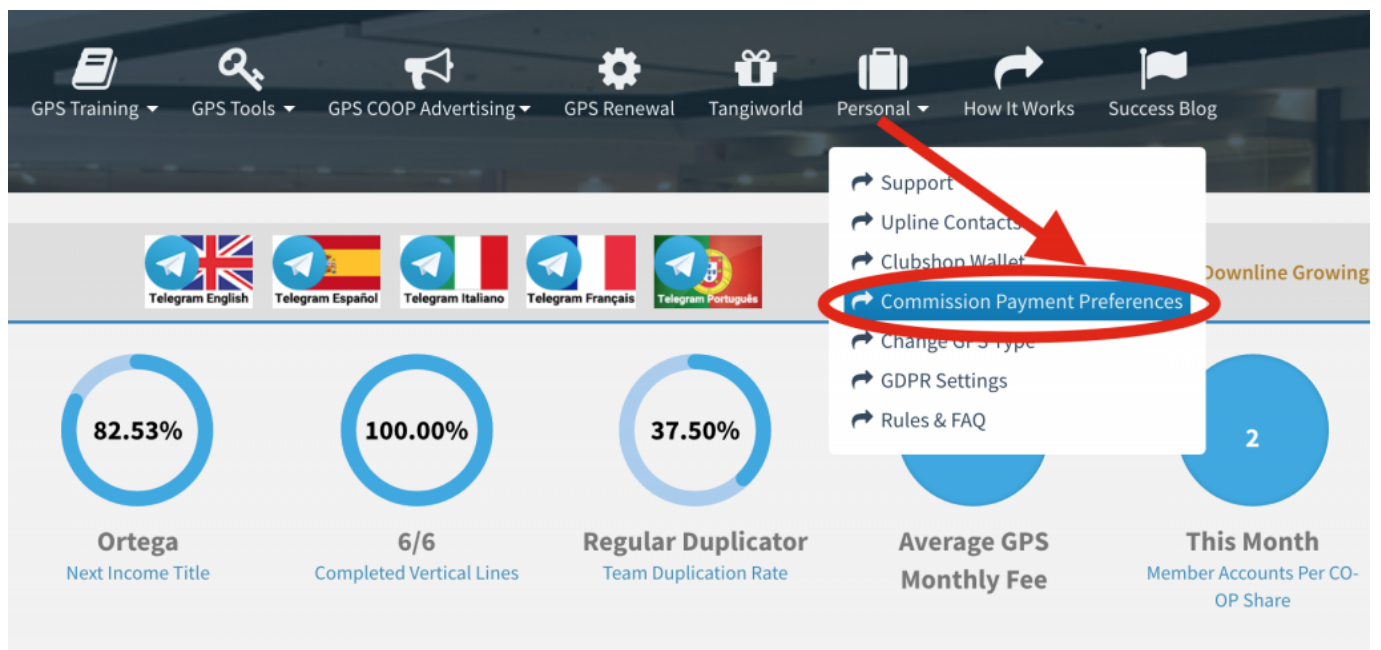 GPS Training
GPS Tools
GPS COOP Advertising
GPS Renewal
Tangiworld
Personal
How It Works
Success Blog
Support
Upline Contacts
Clubshop Wallet
Commission Payment Preferences
Change GPS Type
GDPR Settings
Rules & FAQ
Telegram English
Telegram Español
Telegram Italiano
Telegram Français
Telegram Português
Downline Growing
82.53%
Ortega
Next Income Title
100.00%
6/6
Completed Vertical Lines
37.50%
Regular Duplicator
Team Duplication Rate
Average GPS
Monthly Fee
2
This Month
Member Accounts Per CO-
OP Share